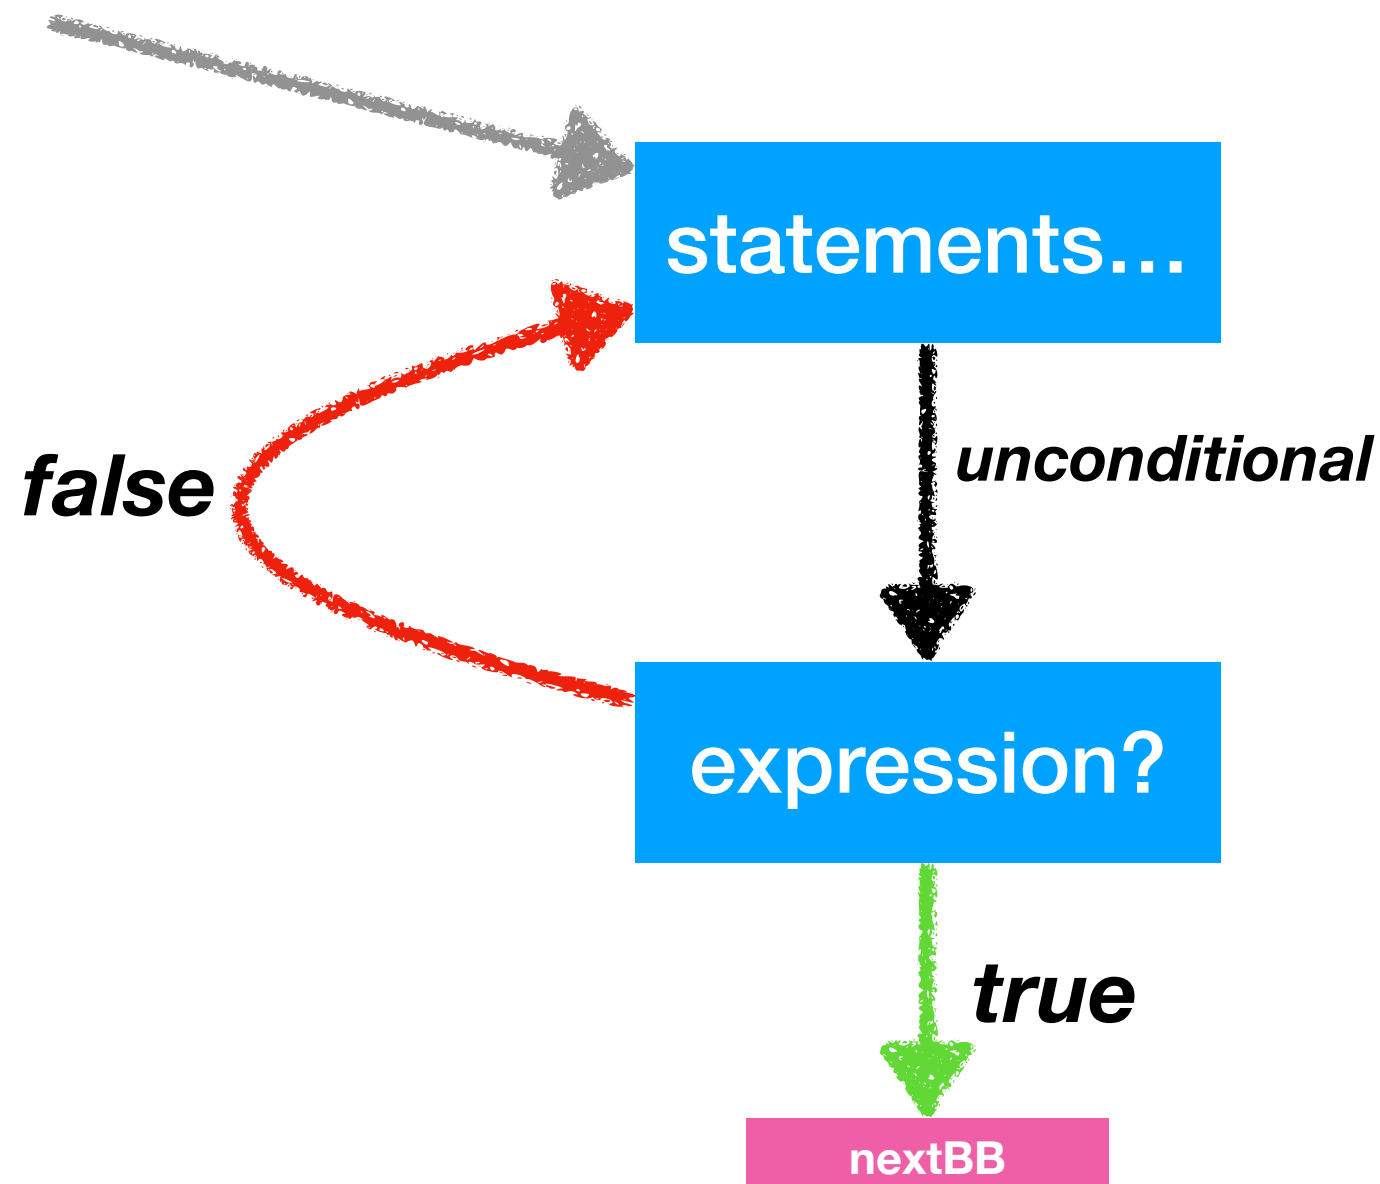 statements…
unconditional
false
expression?
true
nextBB